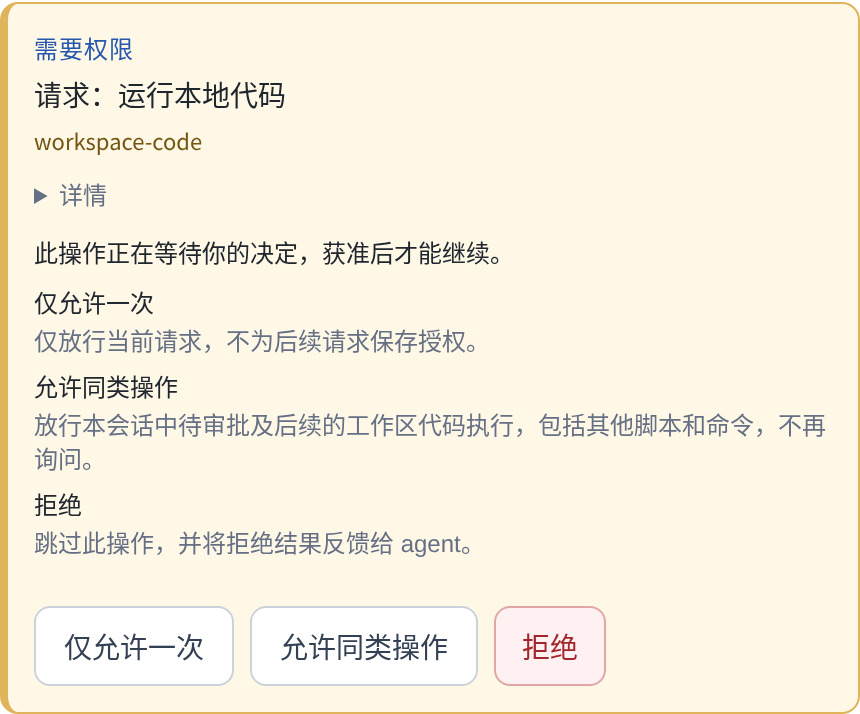 需要权限
请求：运行本地代码
workspace-code
▶ 详情
此操作正在等待你的决定，获准后才能继续。
仅允许一次
仅放行当前请求，不为后续请求保存授权。
允许同类操作
放行本会话中待审批及后续的工作区代码执行，包括其他脚本和命令，不再
询问。
拒绝
跳过此操作，并将拒绝结果反馈给 agent。
仅允许一次
允许同类操作
拒绝